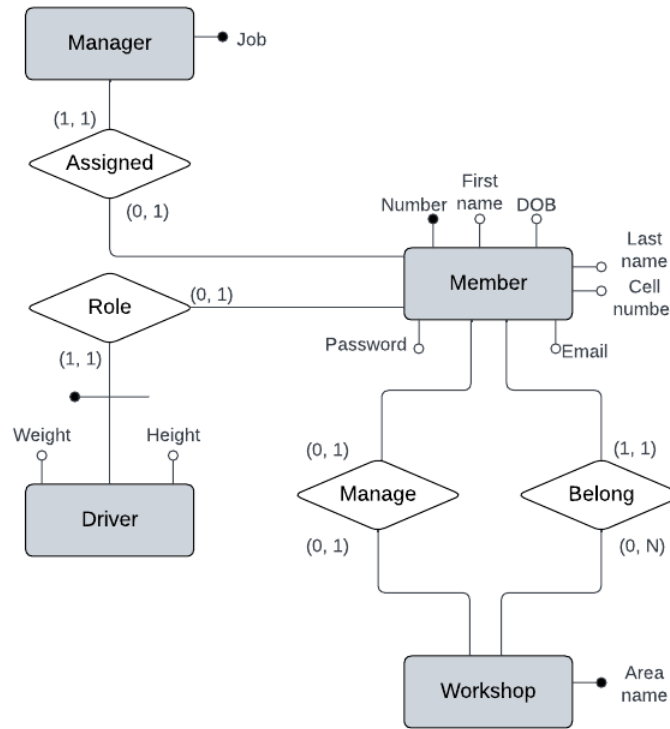 Manager
Job
(1, 1)
Assigned
(0, 1)
First
name
Number
DOB
Last
name
Member
Cell
numbe
Role
(0, 1)
(1, 1)
Password
Email
Weight
Height
(0, 1)
(1, 1)
Driver
Manage
Belong
(0, 1)
(0, N)
Workshop
Area
name